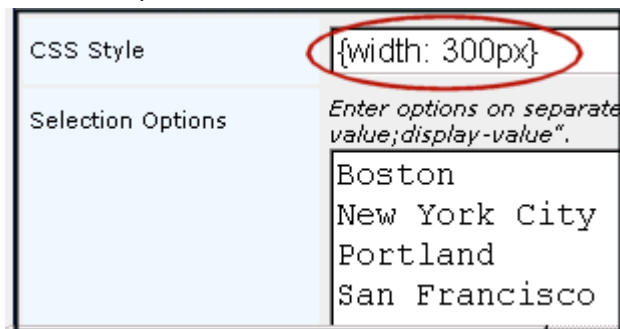 CSS Style
{width: 300px}
Selection Options
Enter options on separate
value;display-value".
Boston
New York City
Portland
San Francisco